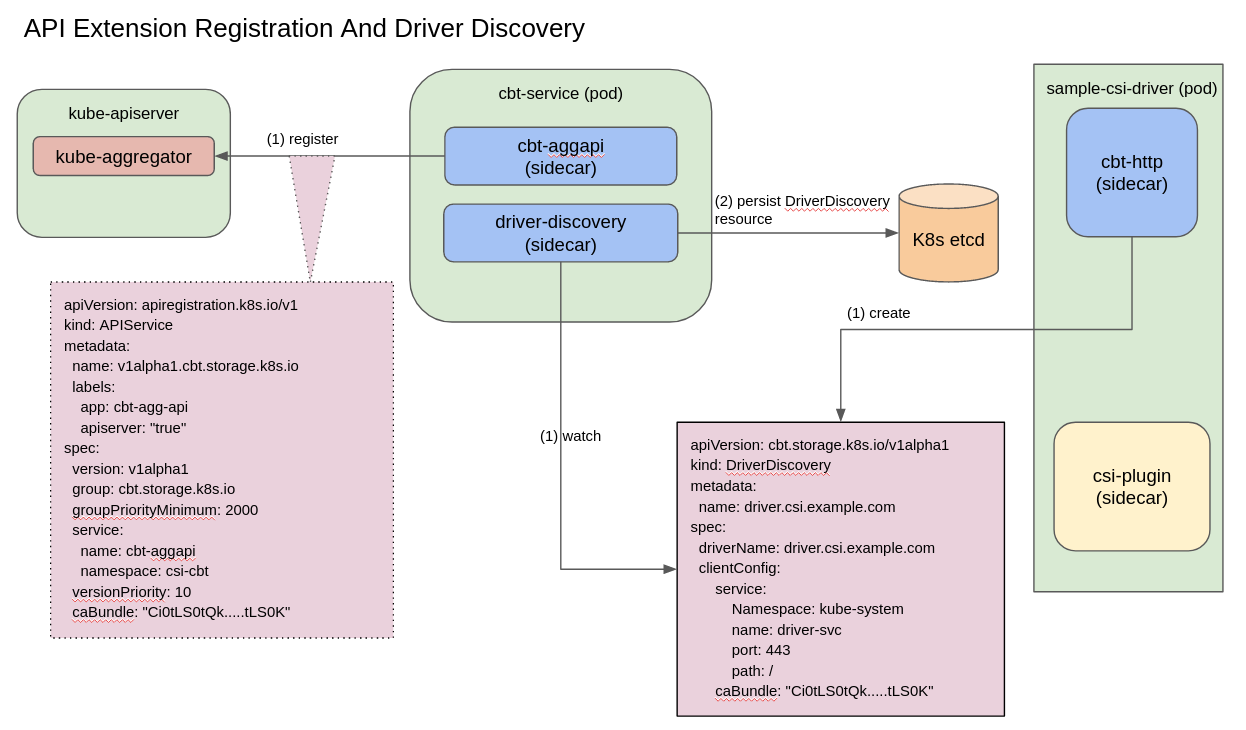 API Extension Registration And Driver Discovery
kube-apiserver
kube-aggregator
(1) register
cbt-service (pod)
cbt-aggapi
(sidecar)
driver-discovery
(sidecar)
(2) persist DriverDiscovery
resource
K8s etcd
sample-csi-driver (pod)
cbt-http
(sidecar)
csi-plugin
(sidecar)
(1) create
(1) watch
apiVersion: apiregistration.k8s.io/v1
kind: APIService
metadata:
  name: v1alpha1.cbt.storage.k8s.io
  labels:
    app: cbt-agg-api
    apiserver: "true"
spec:
  version: v1alpha1
  group: cbt.storage.k8s.io
  groupPriorityMinimum: 2000
  service:
    name: cbt-aggapi
    namespace: csi-cbt
  versionPriority: 10
  caBundle: "Ci0tLS0tQk.....tLS0K"
apiVersion: cbt.storage.k8s.io/v1alpha1
kind: DriverDiscovery
metadata:
  name: driver.csi.example.com
spec:
  driverName: driver.csi.example.com
  clientConfig:
      service:
          Namespace: kube-system
          name: driver-svc
          port: 443
          path: /
      caBundle: "Ci0tLS0tQk.....tLS0K"